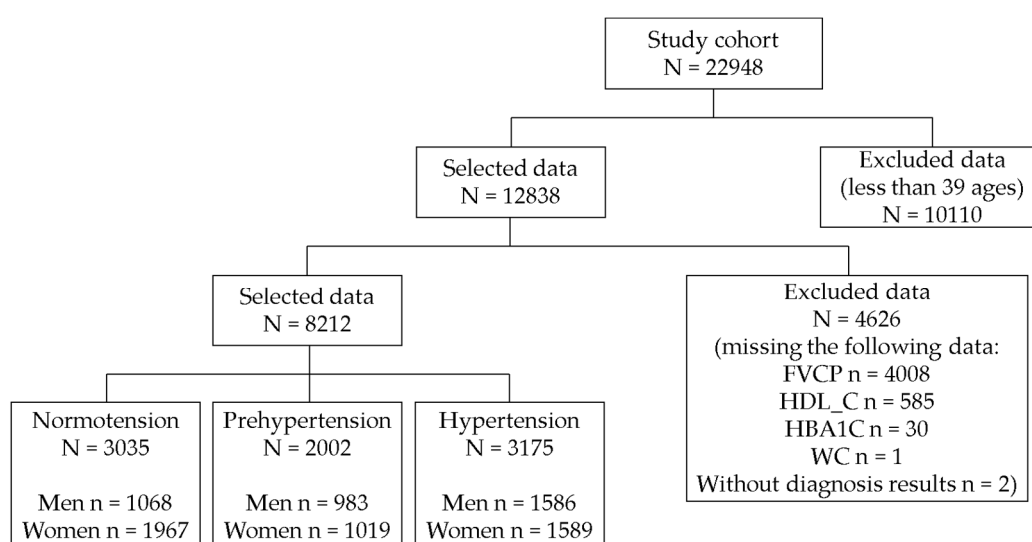 Study cohort
N = 22948
Selected data
N = 12838
Excluded data
(less than 39 ages)
N = 10110
Selected data
N = 8212
Excluded data
N = 4626
(missing the following data:
FVCP n = 4008
HDL_C n = 585
HBA1C n = 30
WC n = 1
Without diagnosis results n = 2)
Normotension
N = 3035
Men n = 1068
Women n = 1967
Prehypertension
N = 2002
Men n = 983
Women n = 1019
Hypertension
N = 3175
Men n = 1586
Women n = 1589